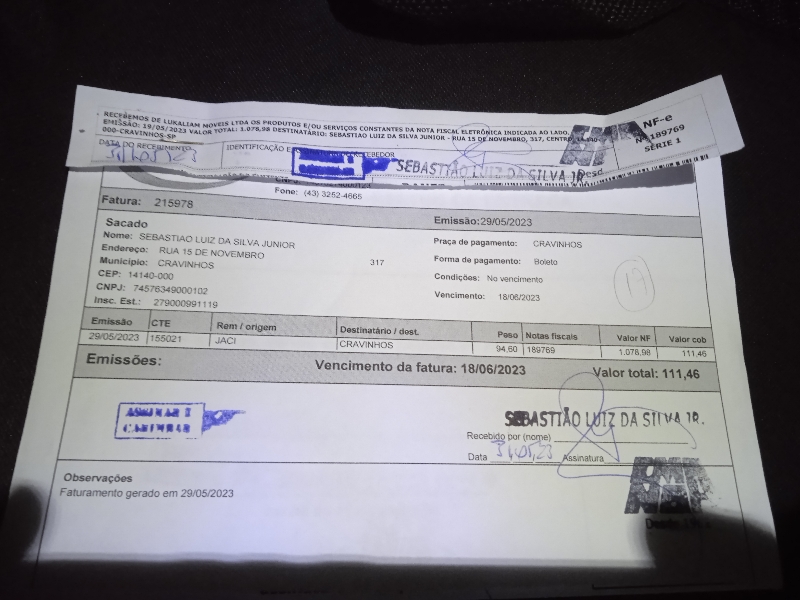 RECEBEMOS DE LUKALIAM MOVEIS LTDA OS PRODUTOS E/OU SERVIÇOS CONSTANTES DA NOTA FISCAL ELETRÔNICA INDICADA AO LADO.
EMISSÃO: 19/05/2023 VALOR TOTAL: 1.078,98 DESTINATÁRIO: SEBASTIAO LUIZ DA SILVA JUNIOR - RUA 15 DE NOVEMBRO, 317, CENTRO, 14.140-
000-CRAVINHOS-SP
NF-e
189769
SÉRIE 1
DATA DO RECEBIMENTO
31/05/23
IDENTIFICAÇÃO E
RECEBEDOR
SEBASTIÃO LUIZ DA SILVA JR
Fone: (43) 3252-4665
Fatura: 215978
Emissão:29/05/2023
Sacado
Nome: SEBASTIAO LUIZ DA SILVA JUNIOR
Endereço: RUA 15 DE NOVEMBRO 317
Municipio: CRAVINHOS
CEP: 14140-000
CNPJ: 74576349000102
Insc. Est.: 279000991119
Praça de pagamento: CRAVINHOS
Forma de pagamento: Boleto
Condições: No vencimento
Vencimento: 18/06/2023
19
Emissão CTE Rem / origem Destinatário / dest. Peso Notas fiscais Valor NF Valor cob
29/05/2023 155021 JACI CRAVINHOS 94,60 189769 1.078,98 111,46
Emissões: Vencimento da fatura: 18/06/2023 Valor total: 111,46
ASSINAR E
CARIMBAR
SEBASTIÃO LUIZ DA SILVA JR.
Recebido por (nome)
Data 31/05/23 Assinatura
Observações
Faturamento gerado em 29/05/2023